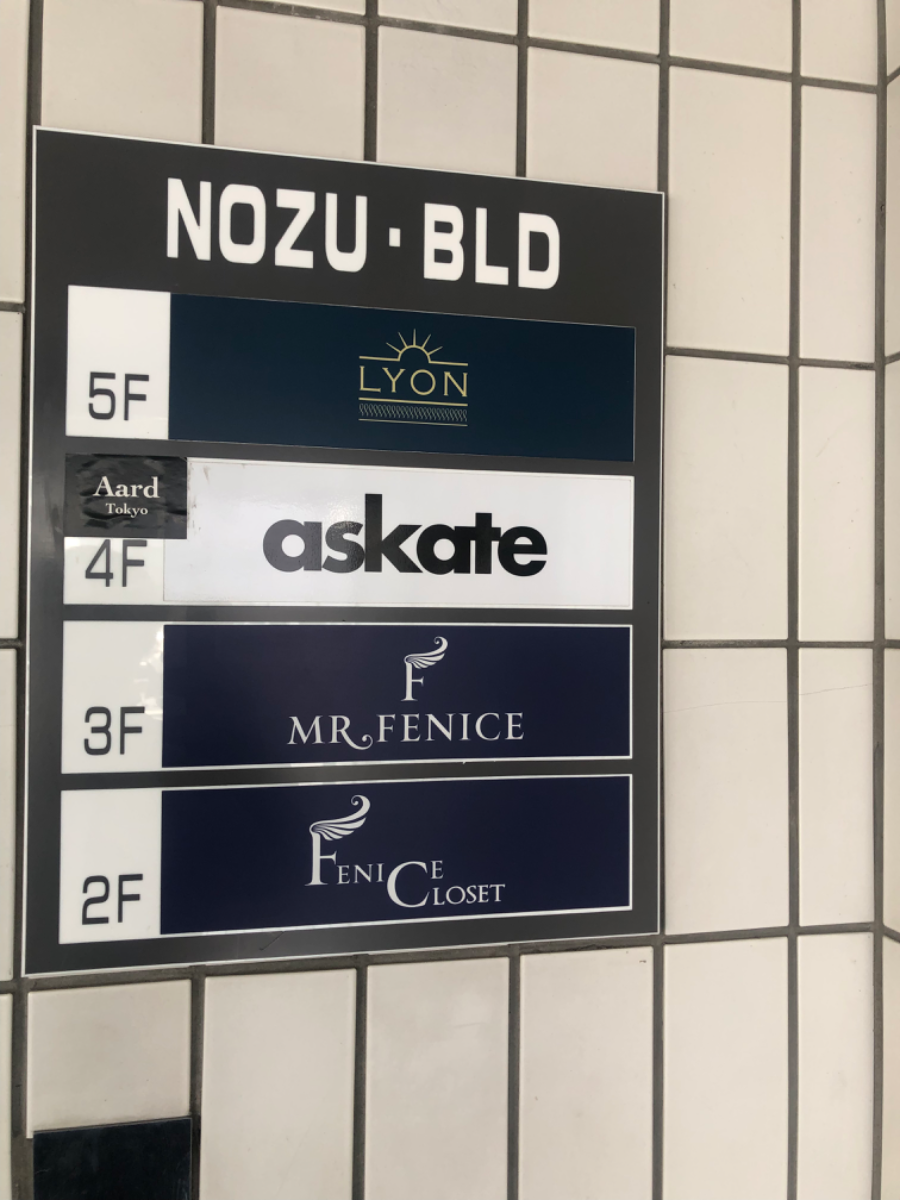 NOZU·BLD
5F
LYON
Aard
Tokyo
4F
askate
3F
F
MR.FENICE
2F
FENICE
CLOSET